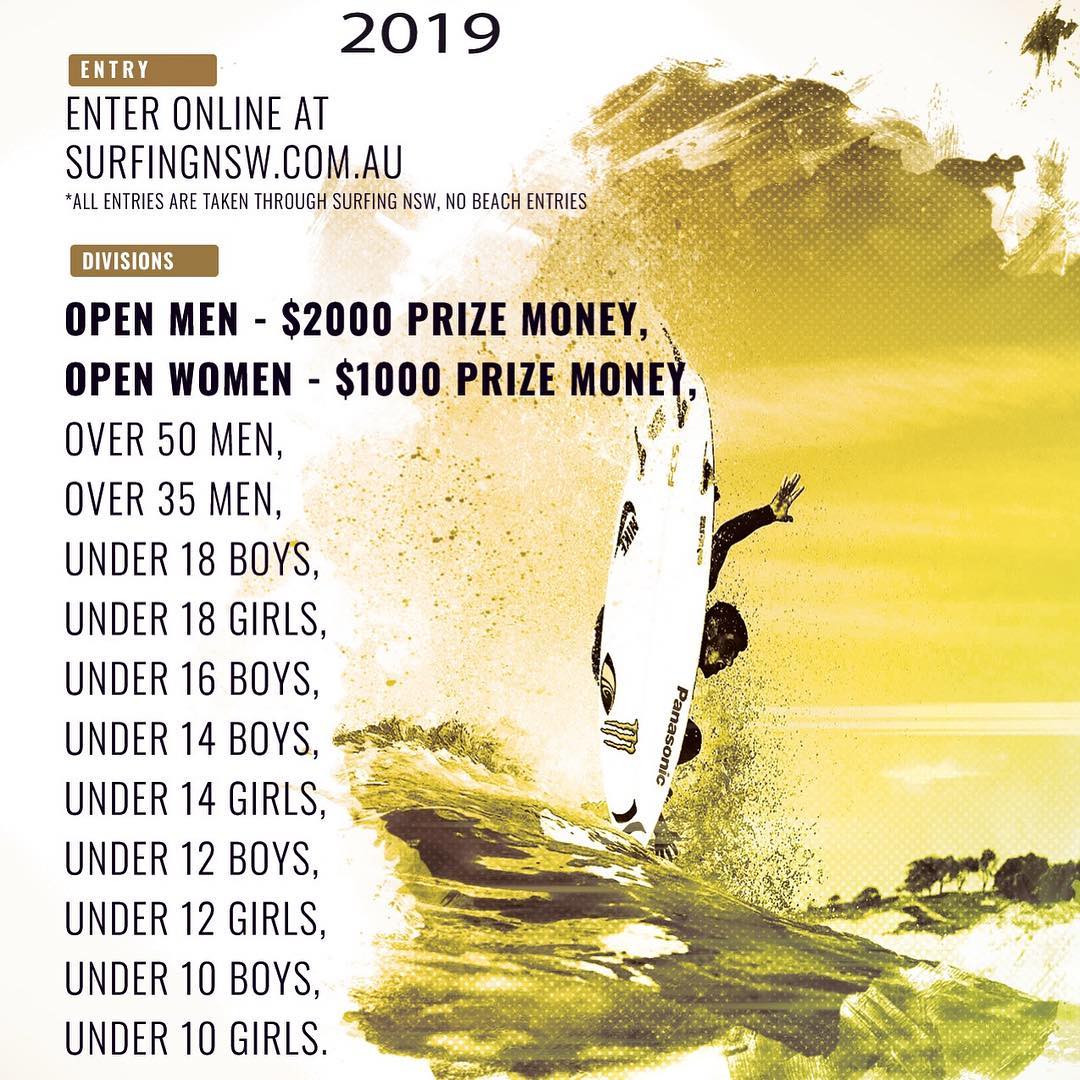 2019
ENTRY
ENTER ONLINE AT
SURFINGNSW.COM.AU
*ALL ENTRIES ARE TAKEN THROUGH SURFING NSW, NO BEACH ENTRIES
DIVISIONS
OPEN MEN - $2000 PRIZE MONEY,
OPEN WOMEN - $1000 PRIZE MONEY,
OVER 50 MEN,
OVER 35 MEN,
UNDER 18 BOYS,
UNDER 18 GIRLS,
UNDER 16 BOYS,
UNDER 14 BOYS,
UNDER 14 GIRLS,
UNDER 12 BOYS,
UNDER 12 GIRLS,
UNDER 10 BOYS,
UNDER 10 GIRLS.
NIKE
Panasonic